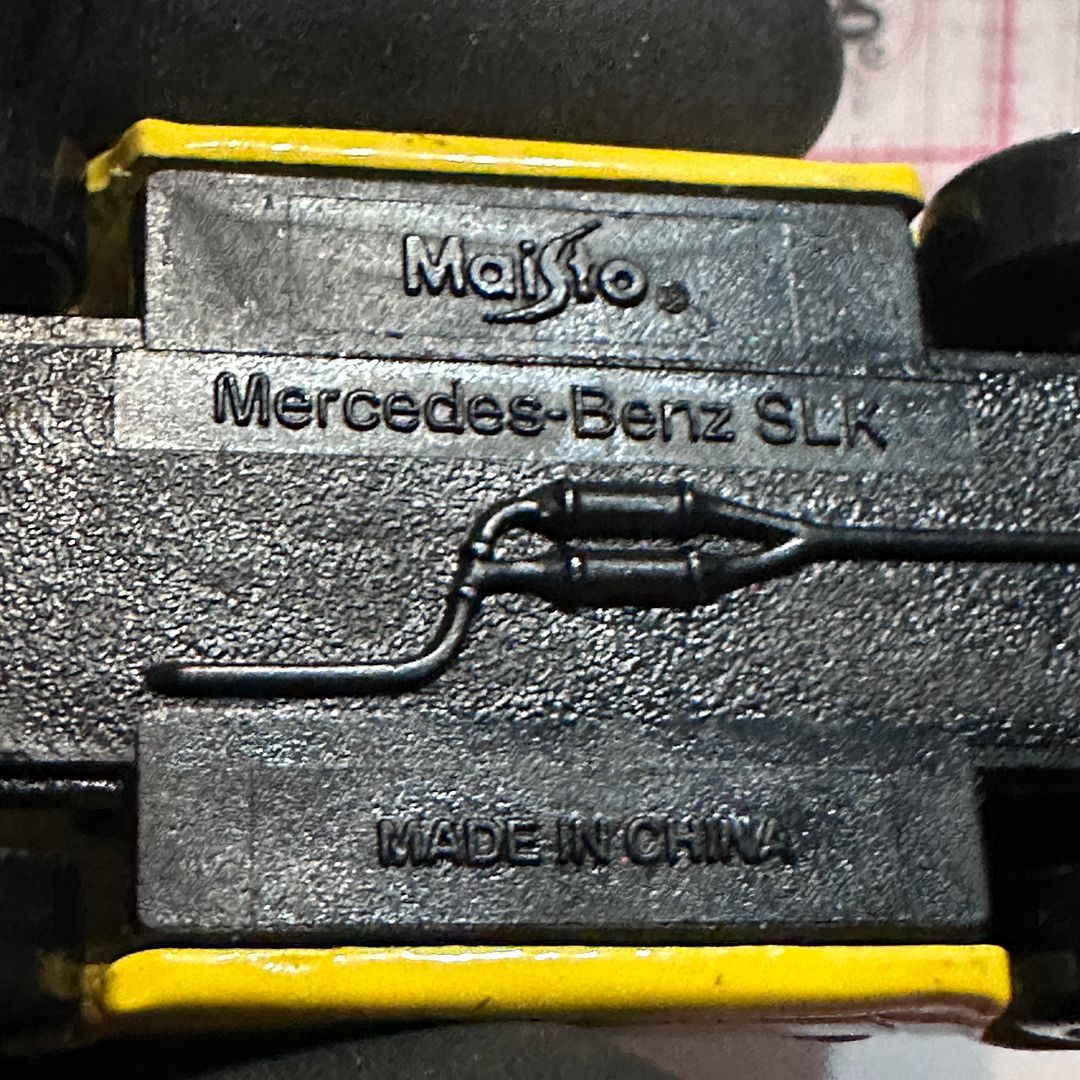 Maisto®
Mercedes-Benz SLK
MADE IN CHINA